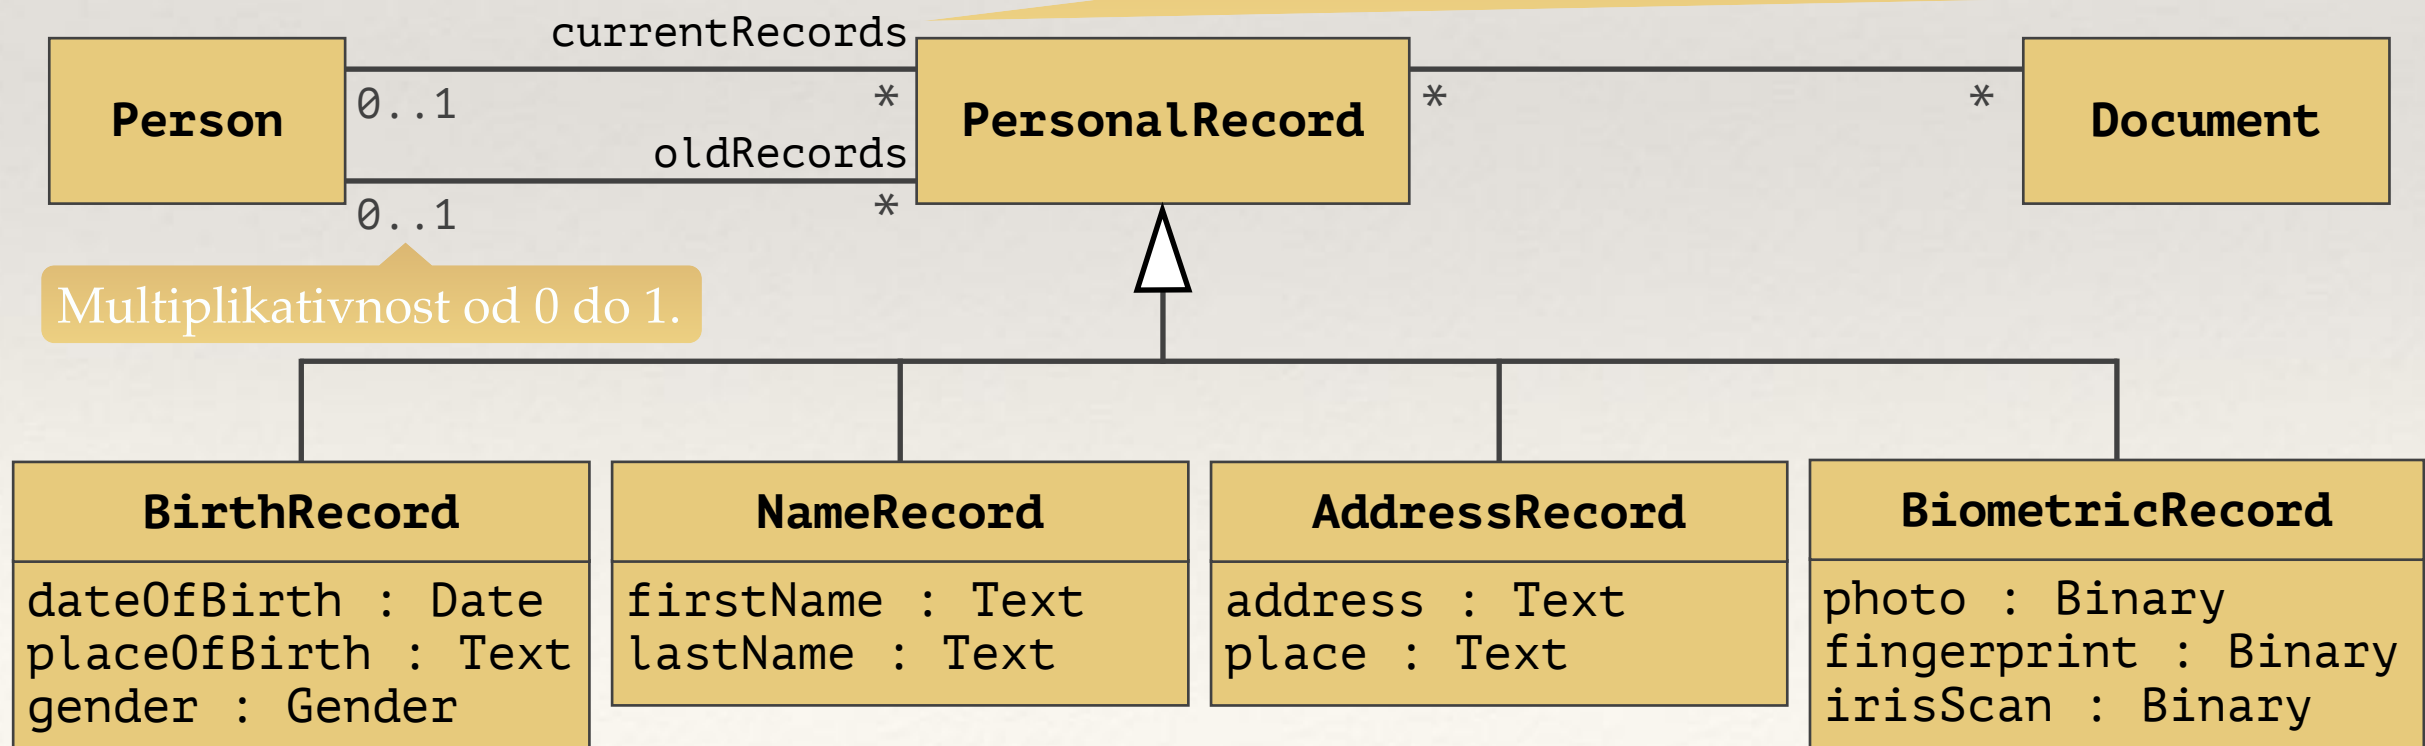 currentRecords
Person
0..1
*
PersonalRecord
*
*
Document
oldRecords
0..1
*
Multiplikativnost od 0 do 1.
BirthRecord
dateOfBirth : Date
placeOfBirth : Text
gender : Gender
NameRecord
firstName : Text
lastName : Text
AddressRecord
address : Text
place : Text
BiometricRecord
photo : Binary
fingerprint : Binary
irisScan : Binary